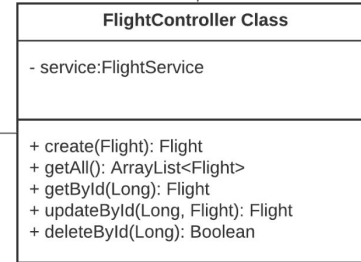 FlightController Class
- service:FlightService
+ create(Flight): Flight
+ getAll(): ArrayList<Flight>
+ getById(Long): Flight
+ updateById(Long, Flight): Flight
+ deleteById(Long): Boolean